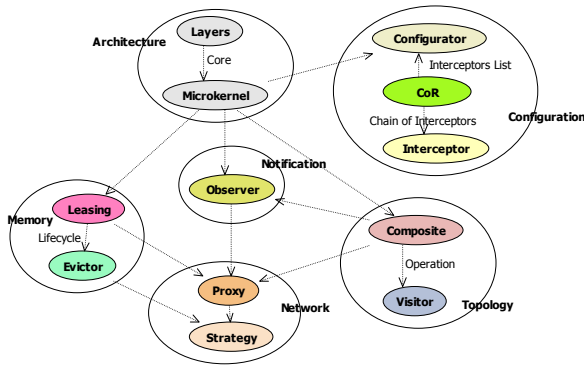 Layers
Architecture
Core
Microkernel
Configurator
Interceptors List
CoR
Chain of Interceptors
Configuration
Interceptor
Notification
Observer
Leasing
Memory
Lifecycle
Evictor
Composite
Operation
Visitor
Topology
Proxy
Network
Strategy